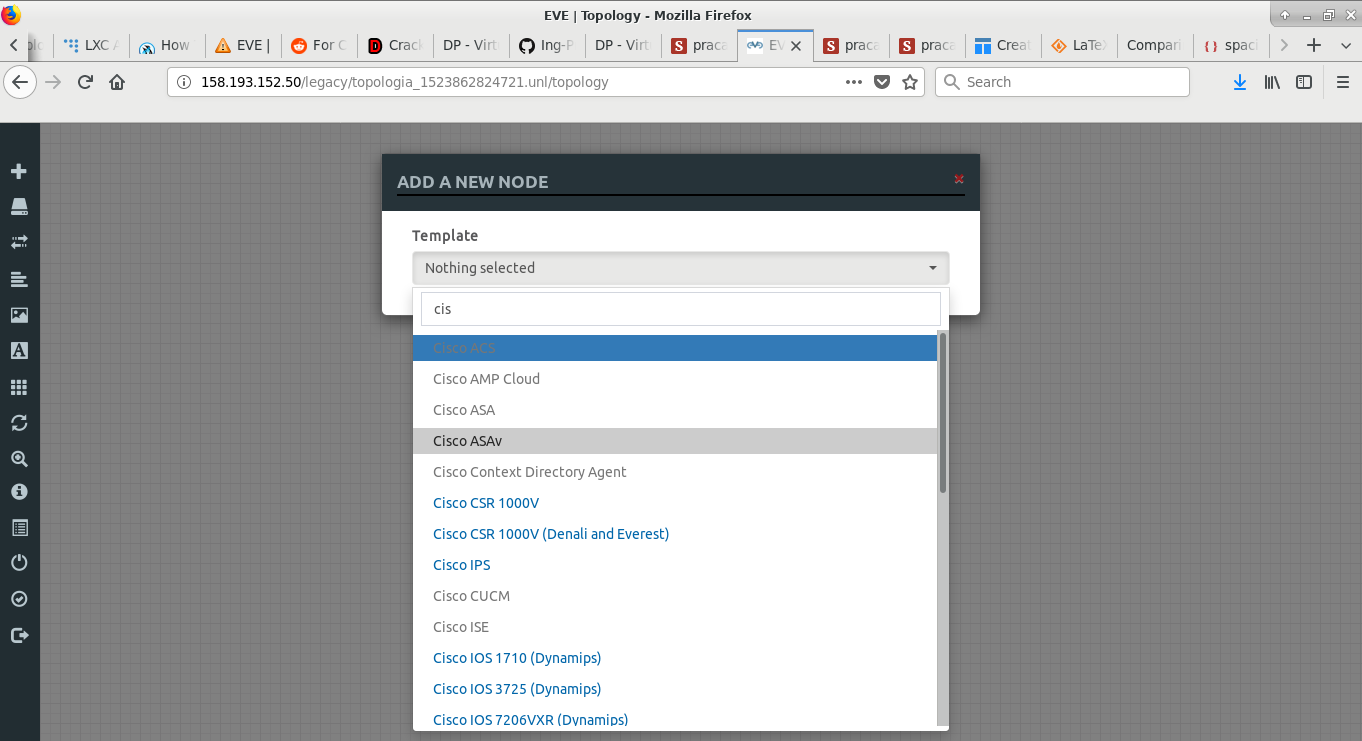 EVE | Topology - Mozilla Firefox
LXC
How
EVE |
For
Crack
DP - Virt
Ing-P
DP - Virt
praca
EV
praca
praca
Creat
LaTeX
Compari
spaci
158.193.152.50/legacy/topologia_1523862824721.unl/topology
Search
ADD A NEW NODE
Template
Nothing selected
cis
Cisco ACS
Cisco AMP Cloud
Cisco ASA
Cisco ASAv
Cisco Context Directory Agent
Cisco CSR 1000V
Cisco CSR 1000V (Denali and Everest)
Cisco IPS
Cisco CUCM
Cisco ISE
Cisco IOS 1710 (Dynamips)
Cisco IOS 3725 (Dynamips)
Cisco IOS 7206VXR (Dynamips)